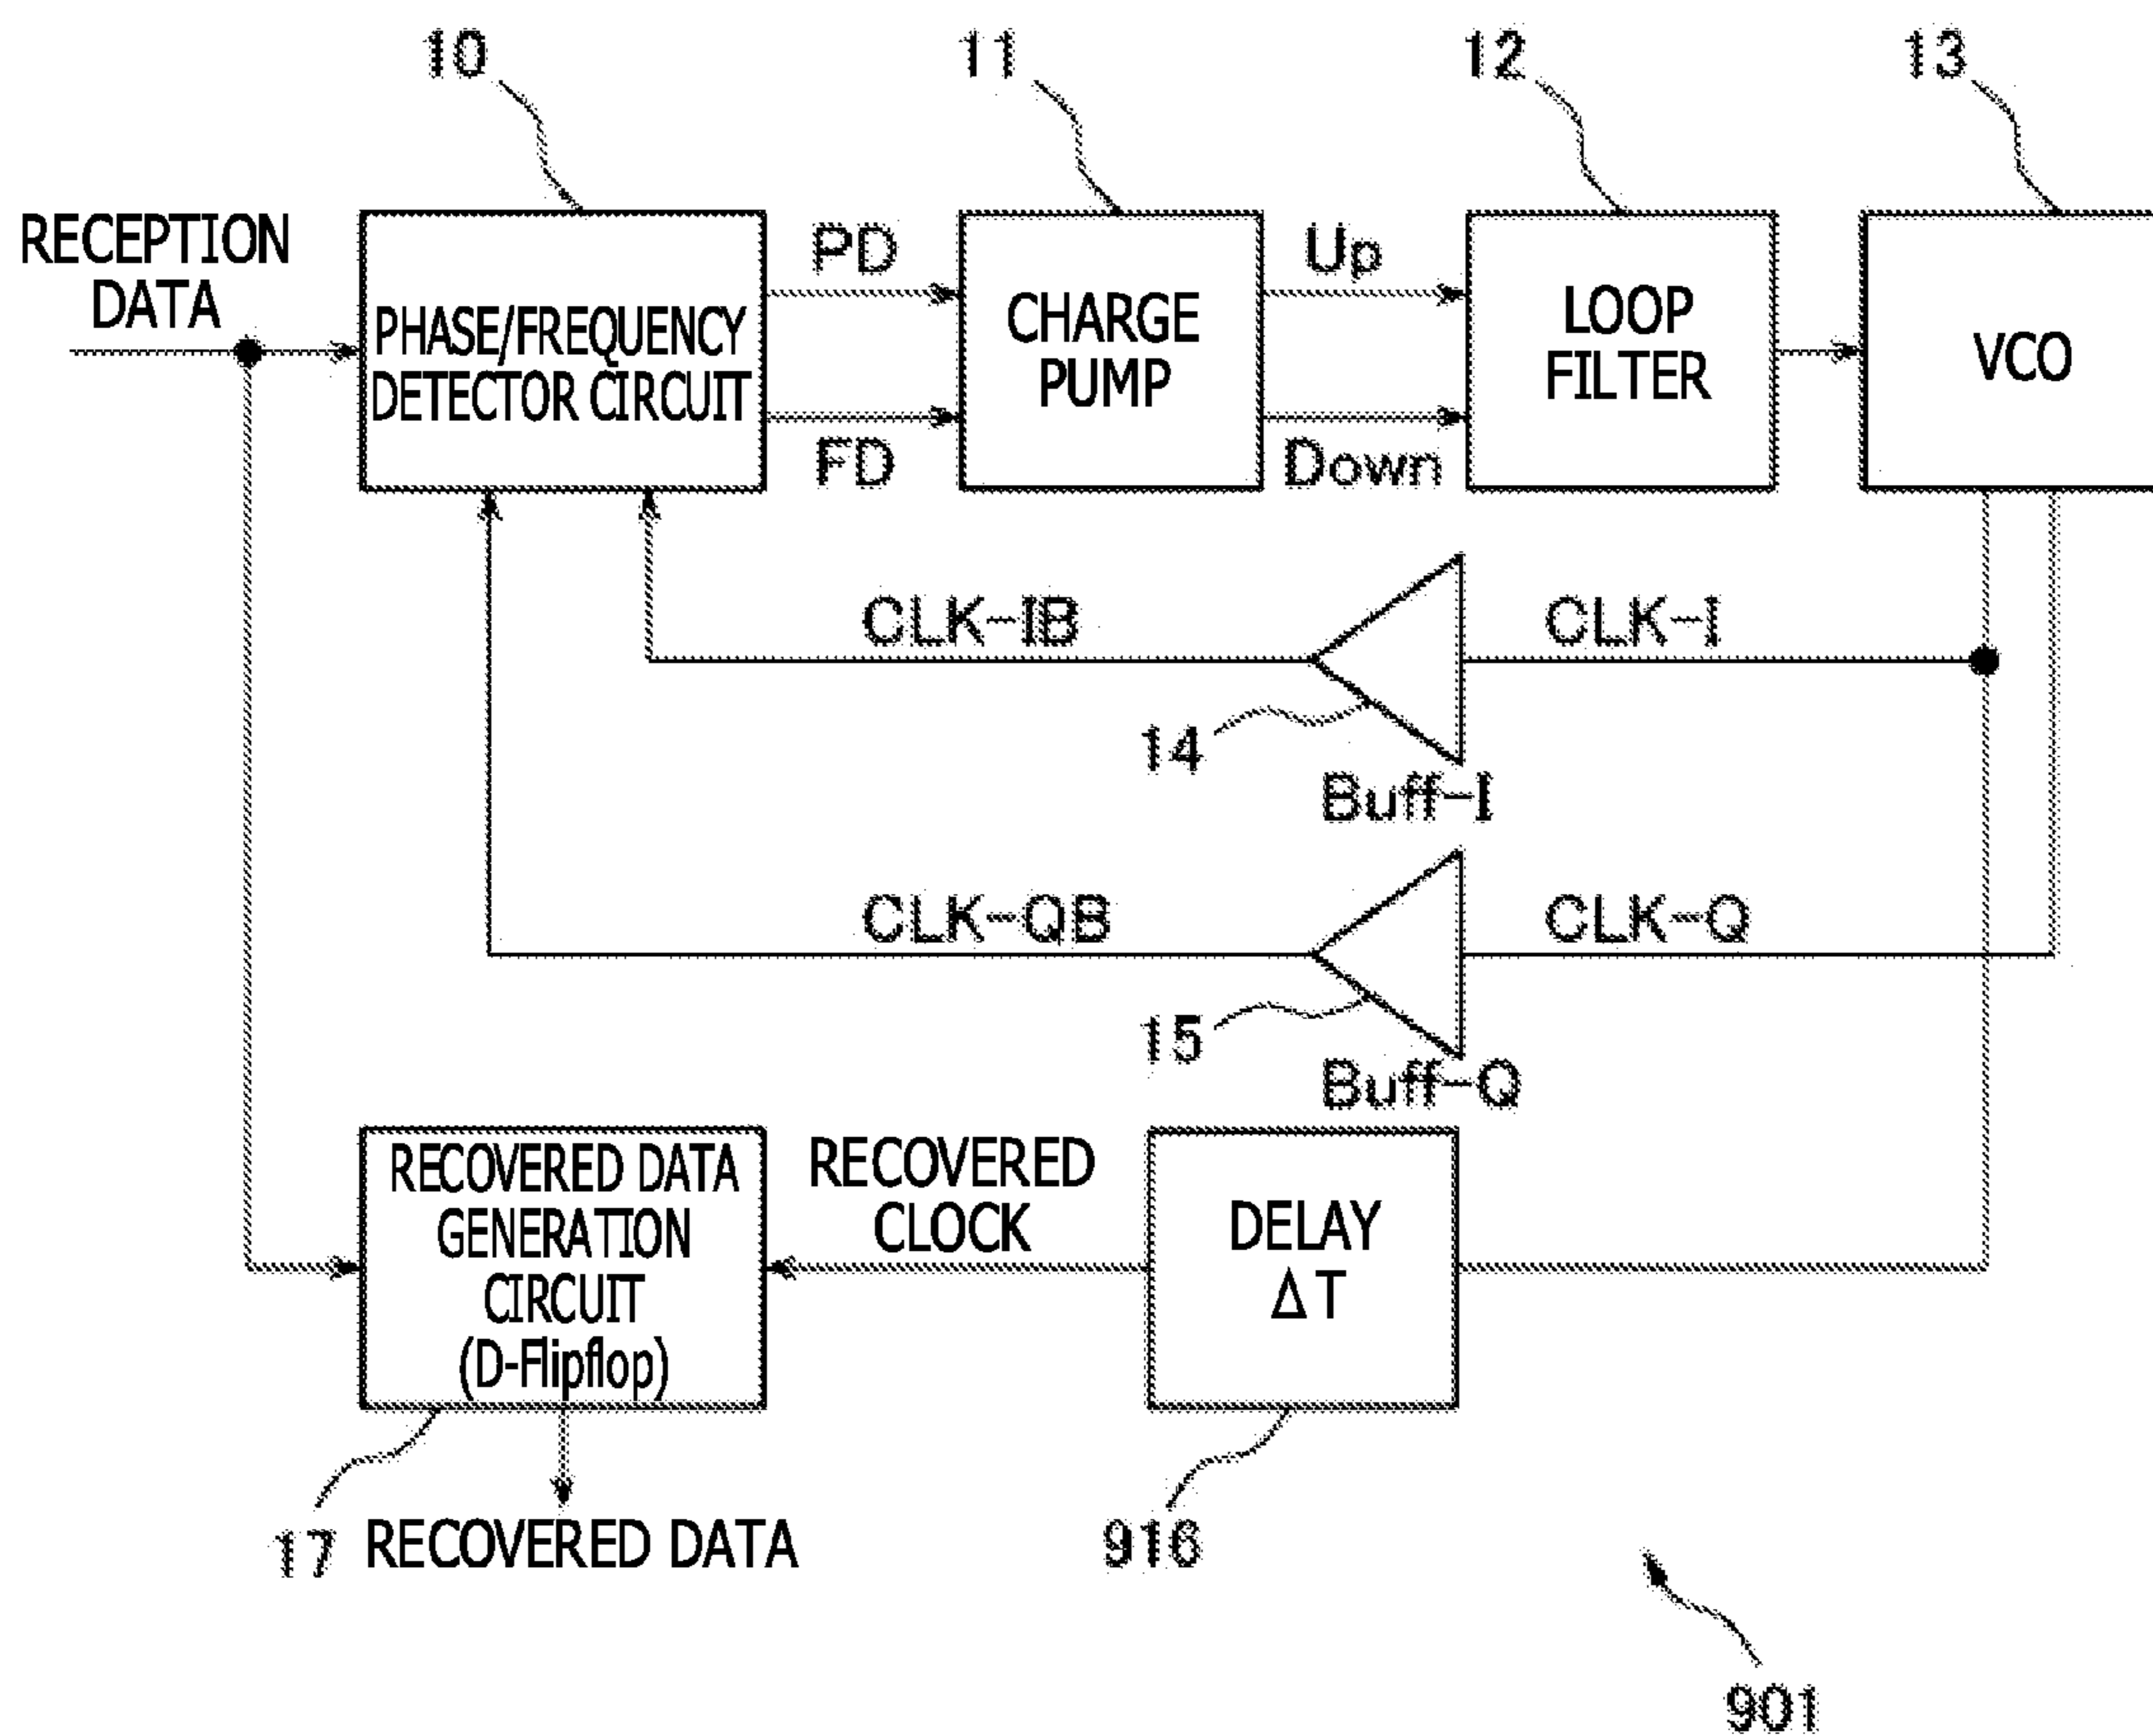 10
11
12
13
RECEPTION
DATA
PHASE/FREQUENCY
DETECTOR CIRCUIT
PD
FD
CHARGE
PUMP
Up
Down
LOOP
FILTER
VCO
CLK-IB
CLK-I
14
Buff-I
CLK-QB
CLK-Q
15
Buff-Q
RECOVERED DATA
GENERATION
CIRCUIT
(D-Flipflop)
RECOVERED
CLOCK
DELAY
ΔT
17
RECOVERED DATA
916
901